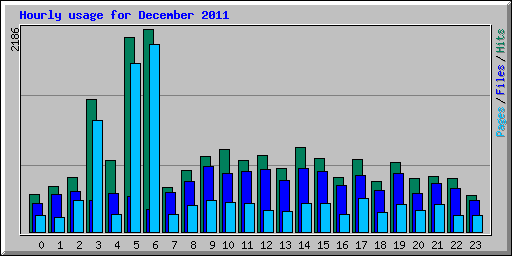 Hourly usage for December 2011
2186
Pages / Files / Hits
0 1 2 3 4 5 6 7 8 9 10 11 12 13 14 15 16 17 18 19 20 21 22 23